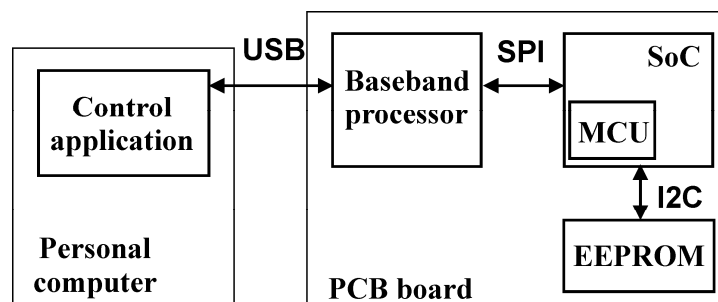 USB
Control
application
Personal
computer
Baseband
processor
SPI
SoC
MCU
I2C
EEPROM
PCB board